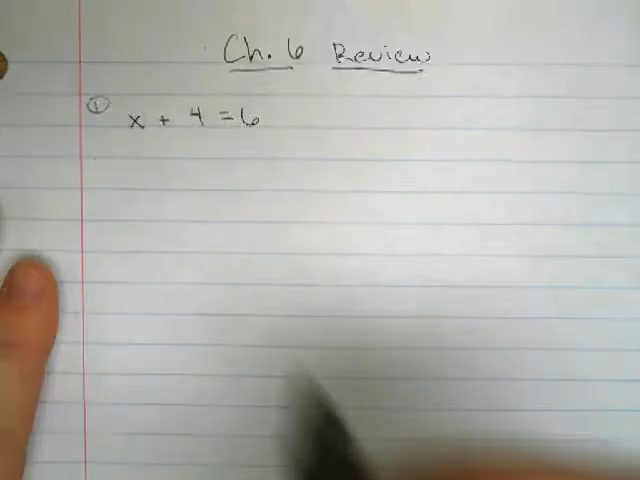 Ch. 6 Review
① x + 4 = 6